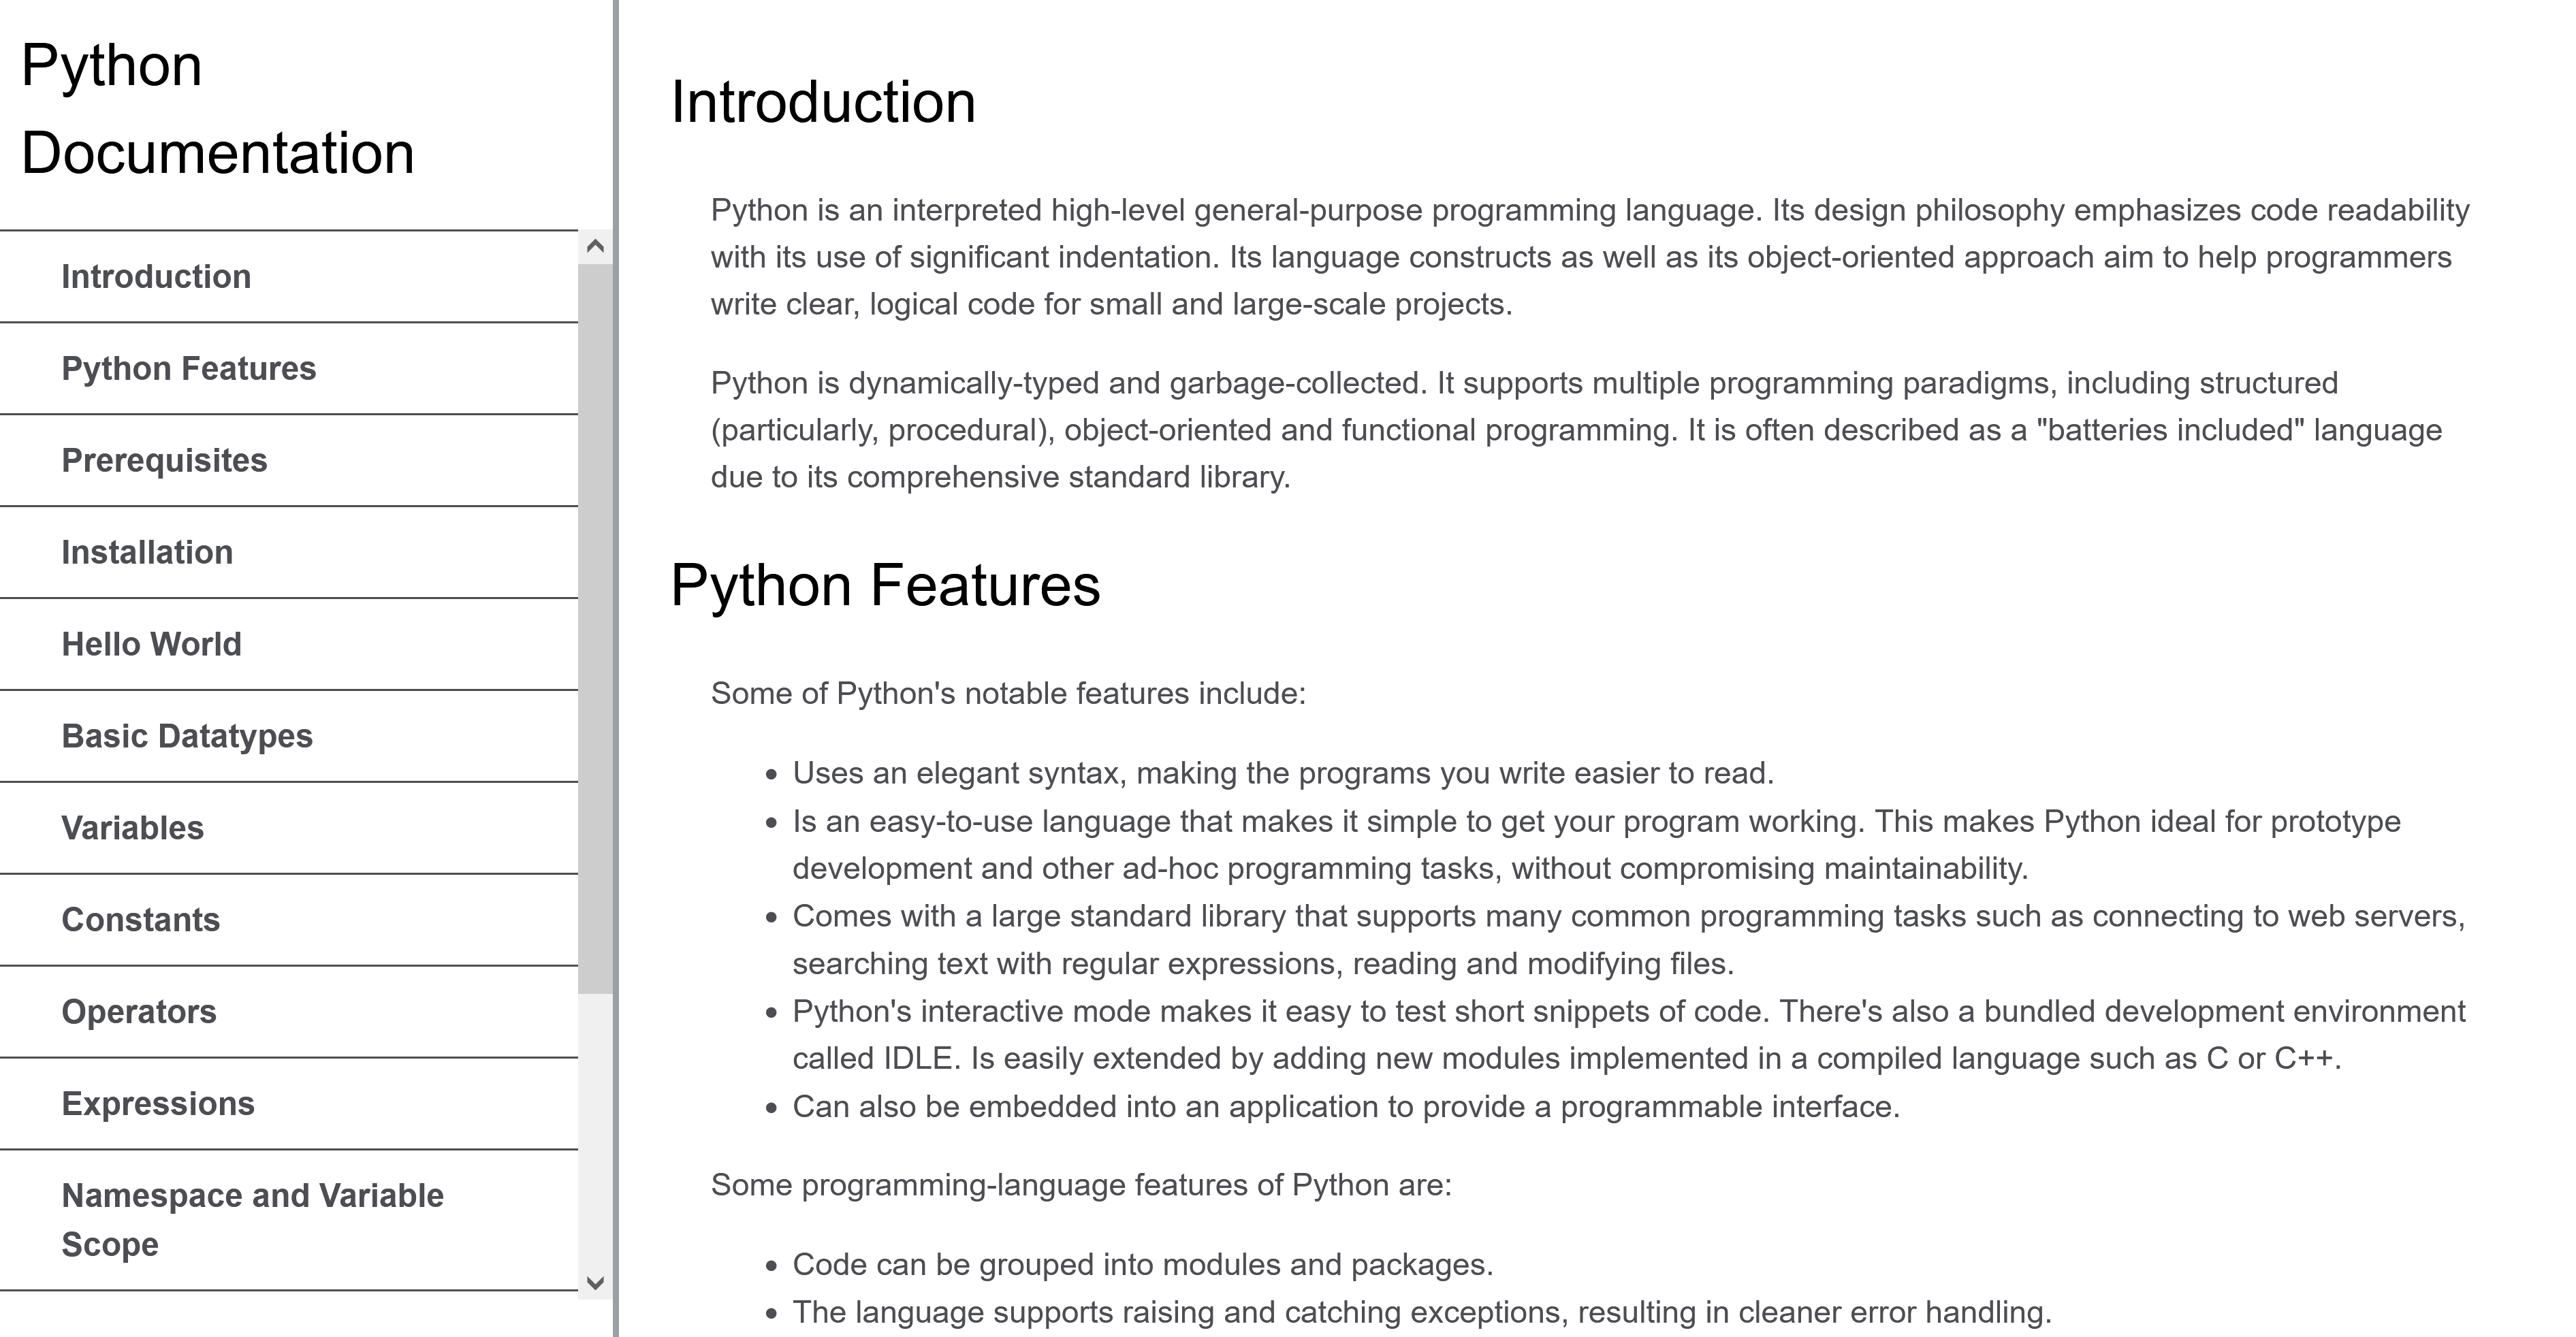 Python
Documentation
Introduction
Python Features
Prerequisites
Installation
Hello World
Basic Datatypes
Variables
Constants
Operators
Expressions
Namespace and Variable
Scope
Introduction
Python is an interpreted high-level general-purpose programming language. Its design philosophy emphasizes code readability
with its use of significant indentation. Its language constructs as well as its object-oriented approach aim to help programmers
write clear, logical code for small and large-scale projects.
Python is dynamically-typed and garbage-collected. It supports multiple programming paradigms, including structured
(particularly, procedural), object-oriented and functional programming. It is often described as a "batteries included" language
due to its comprehensive standard library.
Python Features
Some of Python's notable features include:
• Uses an elegant syntax, making the programs you write easier to read.
• Is an easy-to-use language that makes it simple to get your program working. This makes Python ideal for prototype
development and other ad-hoc programming tasks, without compromising maintainability.
• Comes with a large standard library that supports many common programming tasks such as connecting to web servers,
searching text with regular expressions, reading and modifying files.
• Python's interactive mode makes it easy to test short snippets of code. There's also a bundled development environment
called IDLE. Is easily extended by adding new modules implemented in a compiled language such as C or C++.
• Can also be embedded into an application to provide a programmable interface.
Some programming-language features of Python are:
• Code can be grouped into modules and packages.
• The language supports raising and catching exceptions, resulting in cleaner error handling.